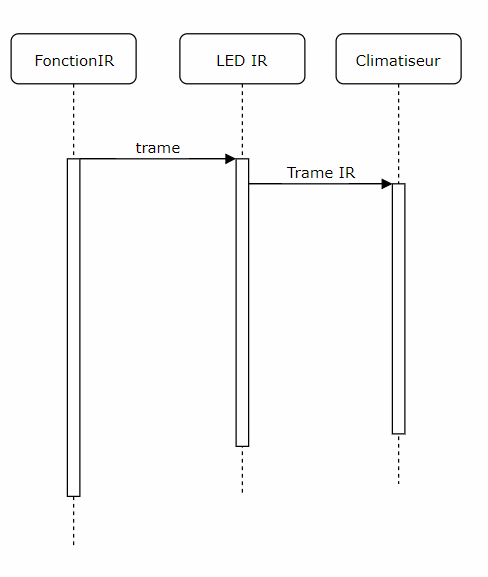 FonctionIR
LED IR
Climatiseur
trame
Trame IR